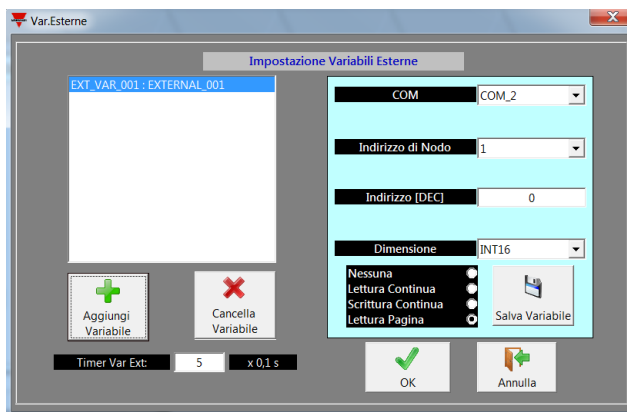 Var.Esterne
Impostazione Variabili Esterne
EXT_VAR_001 : EXTERNAL_001
COM
COM_2
Indirizzo di Nodo
1
Indirizzo [DEC]
0
Dimensione
INT16
Nessuna
Lettura Continua
Scrittura Continua
Lettura Pagina
Salva Variabile
Aggiungi
Variabile
Cancella
Variabile
Timer Var Ext:
5
x 0,1 s
OK
Annulla